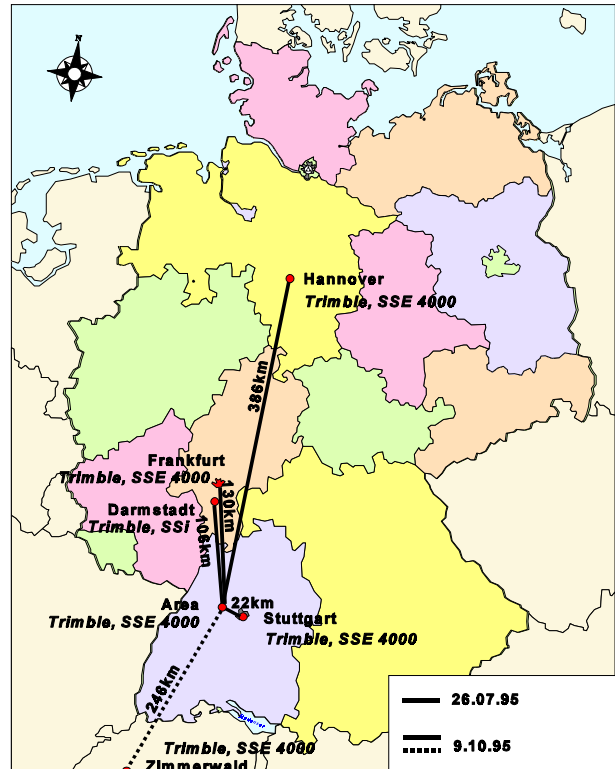 N
Hannover
Trimble, SSE 4000
386km
Frankfurt
Trimble, SSE 4000
130km
Darmstadt
Trimble, SSi
106km
Area
22km
Trimble, SSE 4000
Stuttgart
Trimble, SSE 4000
246km
26.07.95
Trimble, SSE 4000
9.10.95
Zimmerwald